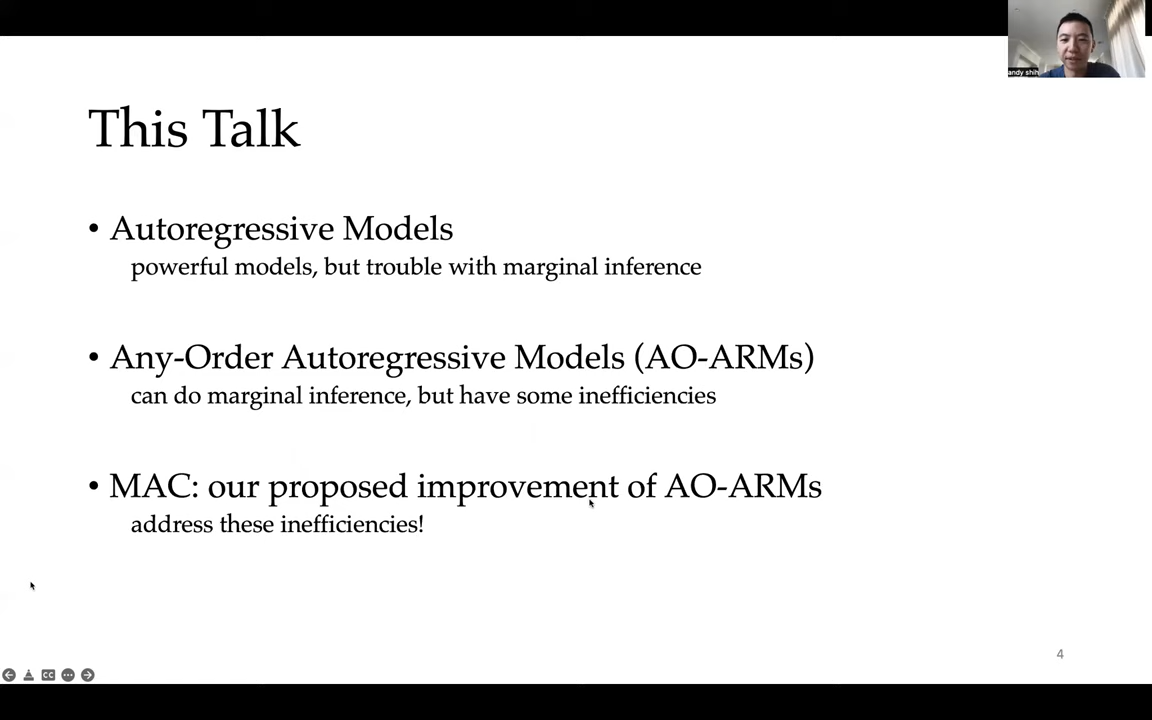 andy shih
This Talk
• Autoregressive Models
powerful models, but trouble with marginal inference
• Any-Order Autoregressive Models (AO-ARMs)
can do marginal inference, but have some inefficiencies
• MAC: our proposed improvement of AO-ARMs
address these inefficiencies!
4
CC